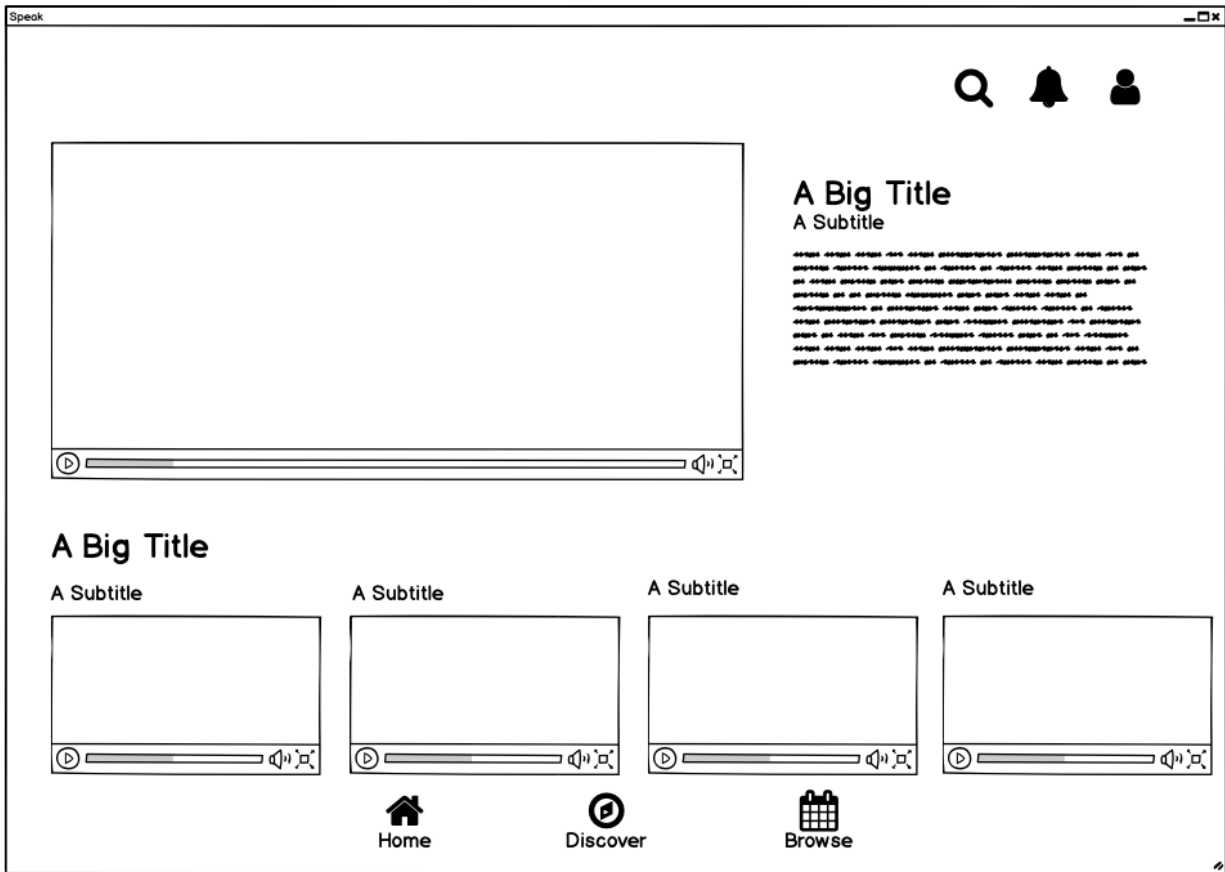 Speak
A Big Title
A Subtitle
A Big Title
A Subtitle A Subtitle A Subtitle A Subtitle
Home Discover Browse